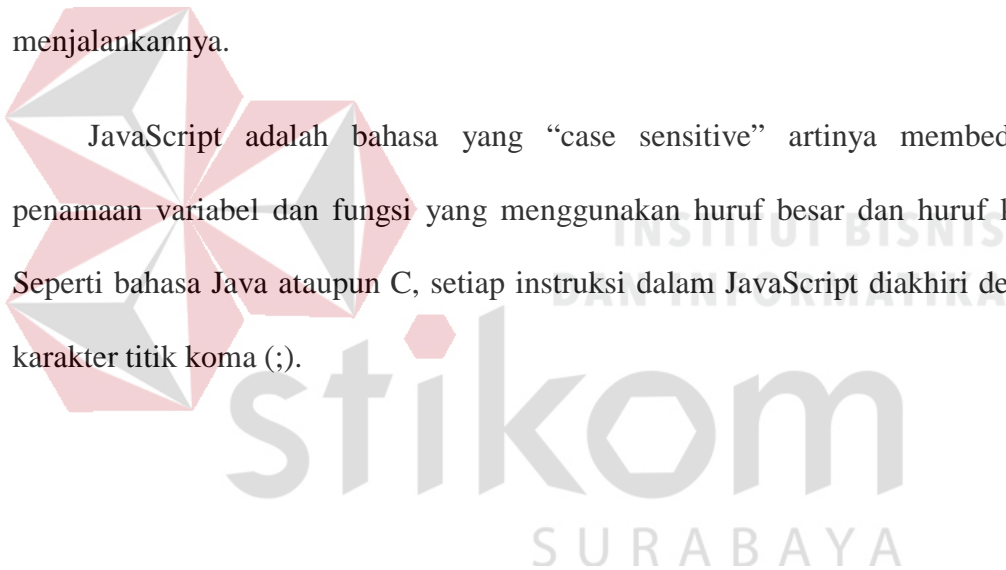 menjalankannya.
JavaScript adalah bahasa yang “case sensitive” artinya membed
penamaan variabel dan fungsi yang menggunakan huruf besar dan huruf
Seperti bahasa Java ataupun C, setiap instruksi dalam JavaScript diakhiri de
karakter titik koma (;).
INSTITUT BISNIS
DAN INFORMATIKA
stikom
SURABAYA